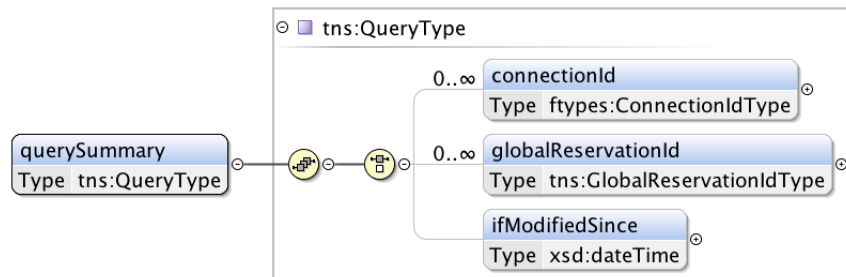 tns:QueryType
0..∞
connectionId
Type ftypes:ConnectionIdType
querySummary
Type tns:QueryType
0..∞
globalReservationId
Type tns:GlobalReservationIdType
ifModifiedSince
Type xsd:dateTime